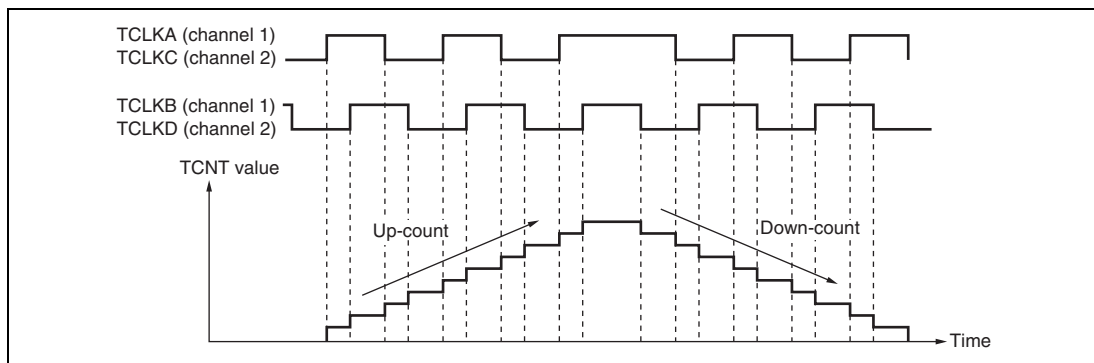 TCLKA (channel 1)
TCLKC (channel 2)
TCLKB (channel 1)
TCLKD (channel 2)
TCNT value
Up-count
Down-count
Time